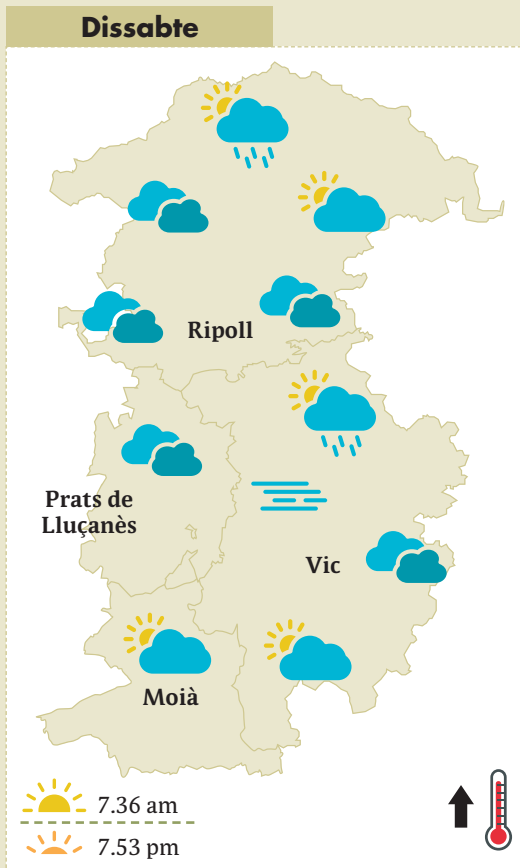 Dissabte
Ripoll
Prats de
Lluçanès
Vic
Moià
7.36 am
7.53 pm